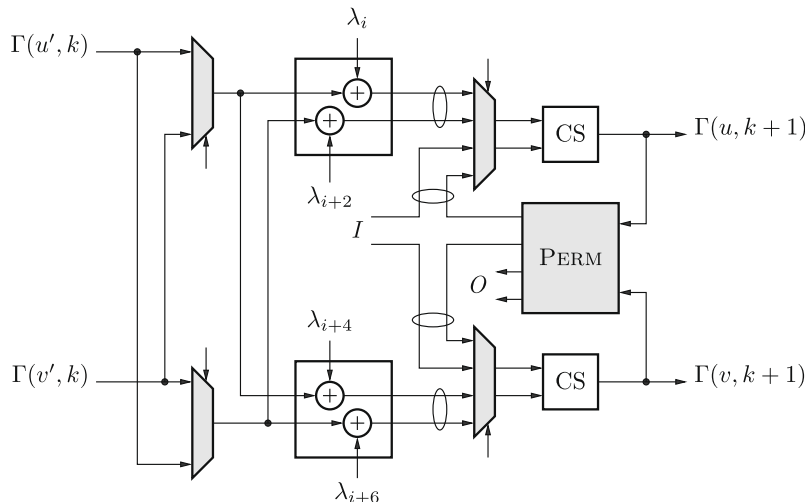 λ_i
Γ(u′, k)
+
+
CS
Γ(u, k+1)
λ_{i+2}
I
PERM
O
λ_{i+4}
Γ(v′, k)
+
+
CS
Γ(v, k+1)
λ_{i+6}